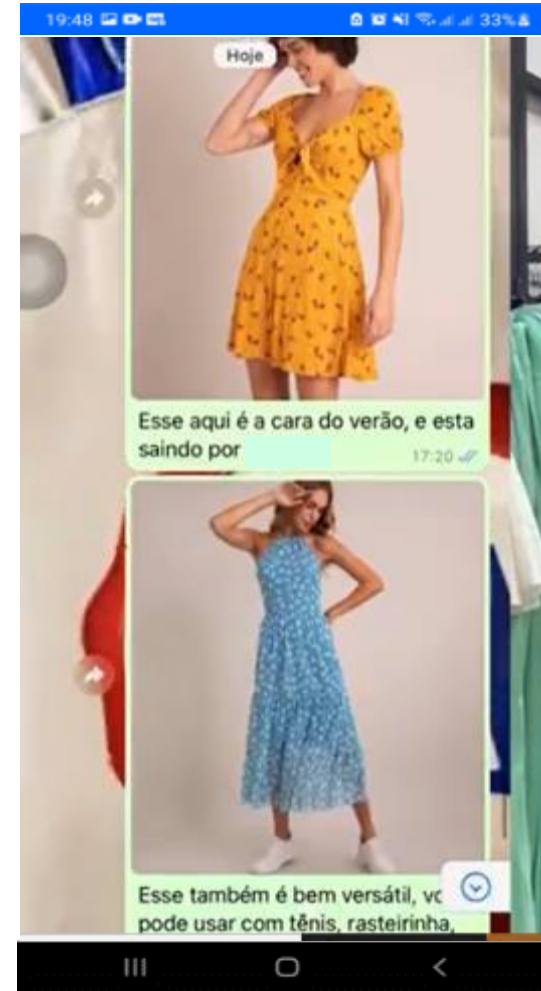 19:48
33%
Hoje
Esse aqui é a cara do verão, e esta
saindo por
17:20
Esse também é bem versátil, vo
pode usar com tênis, rasteirinha,